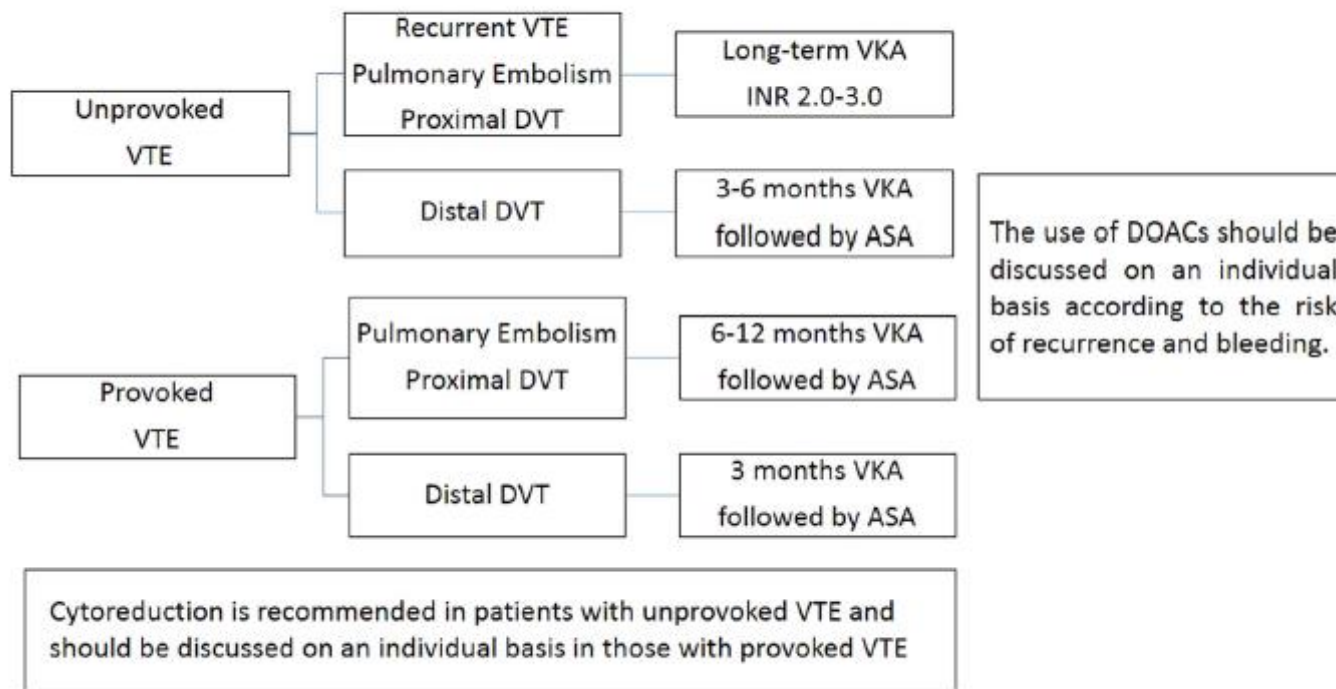 Unprovoked
VTE
Recurrent VTE
Pulmonary Embolism
Proximal DVT
Long-term VKA
INR 2.0-3.0
Distal DVT
3-6 months VKA
followed by ASA
Provoked
VTE
Pulmonary Embolism
Proximal DVT
6-12 months VKA
followed by ASA
Distal DVT
3 months VKA
followed by ASA
The use of DOACs should be
discussed on an individual
basis according to the risk
of recurrence and bleeding.
Cytoreduction is recommended in patients with unprovoked VTE and
should be discussed on an individual basis in those with provoked VTE